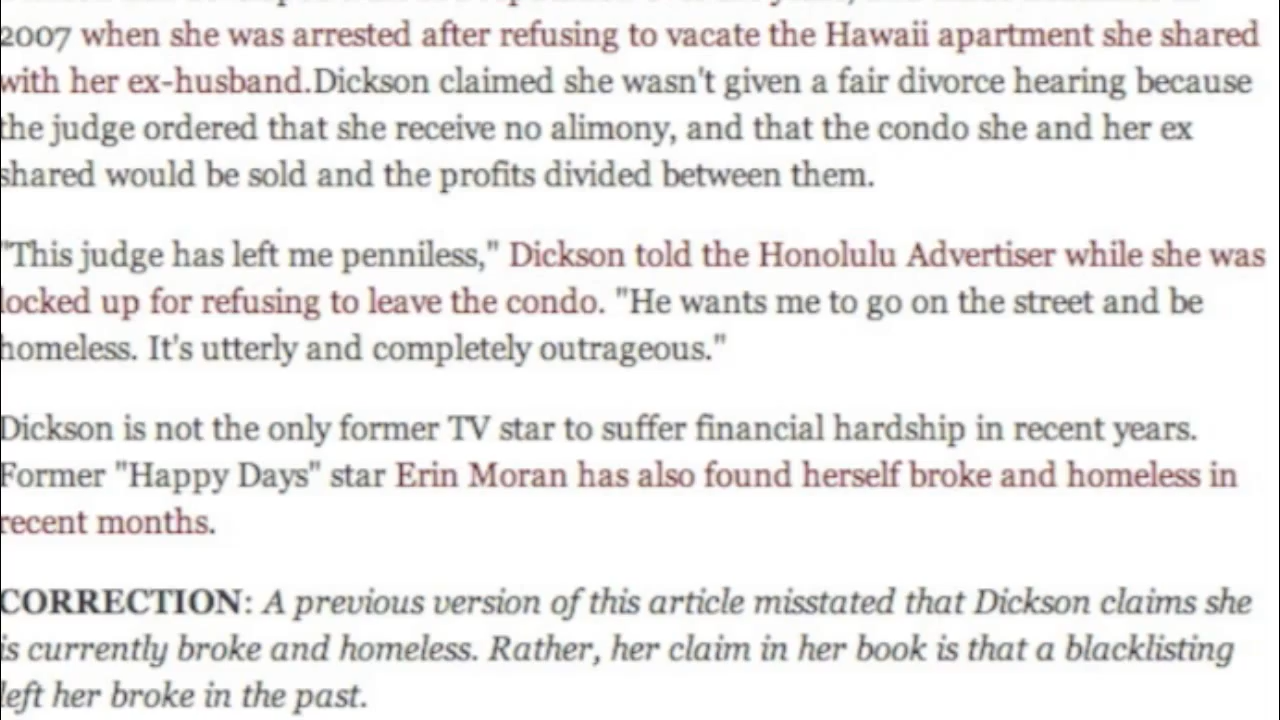 2007 when she was arrested after refusing to vacate the Hawaii apartment she shared
with her ex-husband.Dickson claimed she wasn't given a fair divorce hearing because
the judge ordered that she receive no alimony, and that the condo she and her ex
shared would be sold and the profits divided between them.
"This judge has left me penniless," Dickson told the Honolulu Advertiser while she was
locked up for refusing to leave the condo. "He wants me to go on the street and be
homeless. It's utterly and completely outrageous."
Dickson is not the only former TV star to suffer financial hardship in recent years.
Former "Happy Days" star Erin Moran has also found herself broke and homeless in
recent months.
CORRECTION: A previous version of this article misstated that Dickson claims she
is currently broke and homeless. Rather, her claim in her book is that a blacklisting
left her broke in the past.